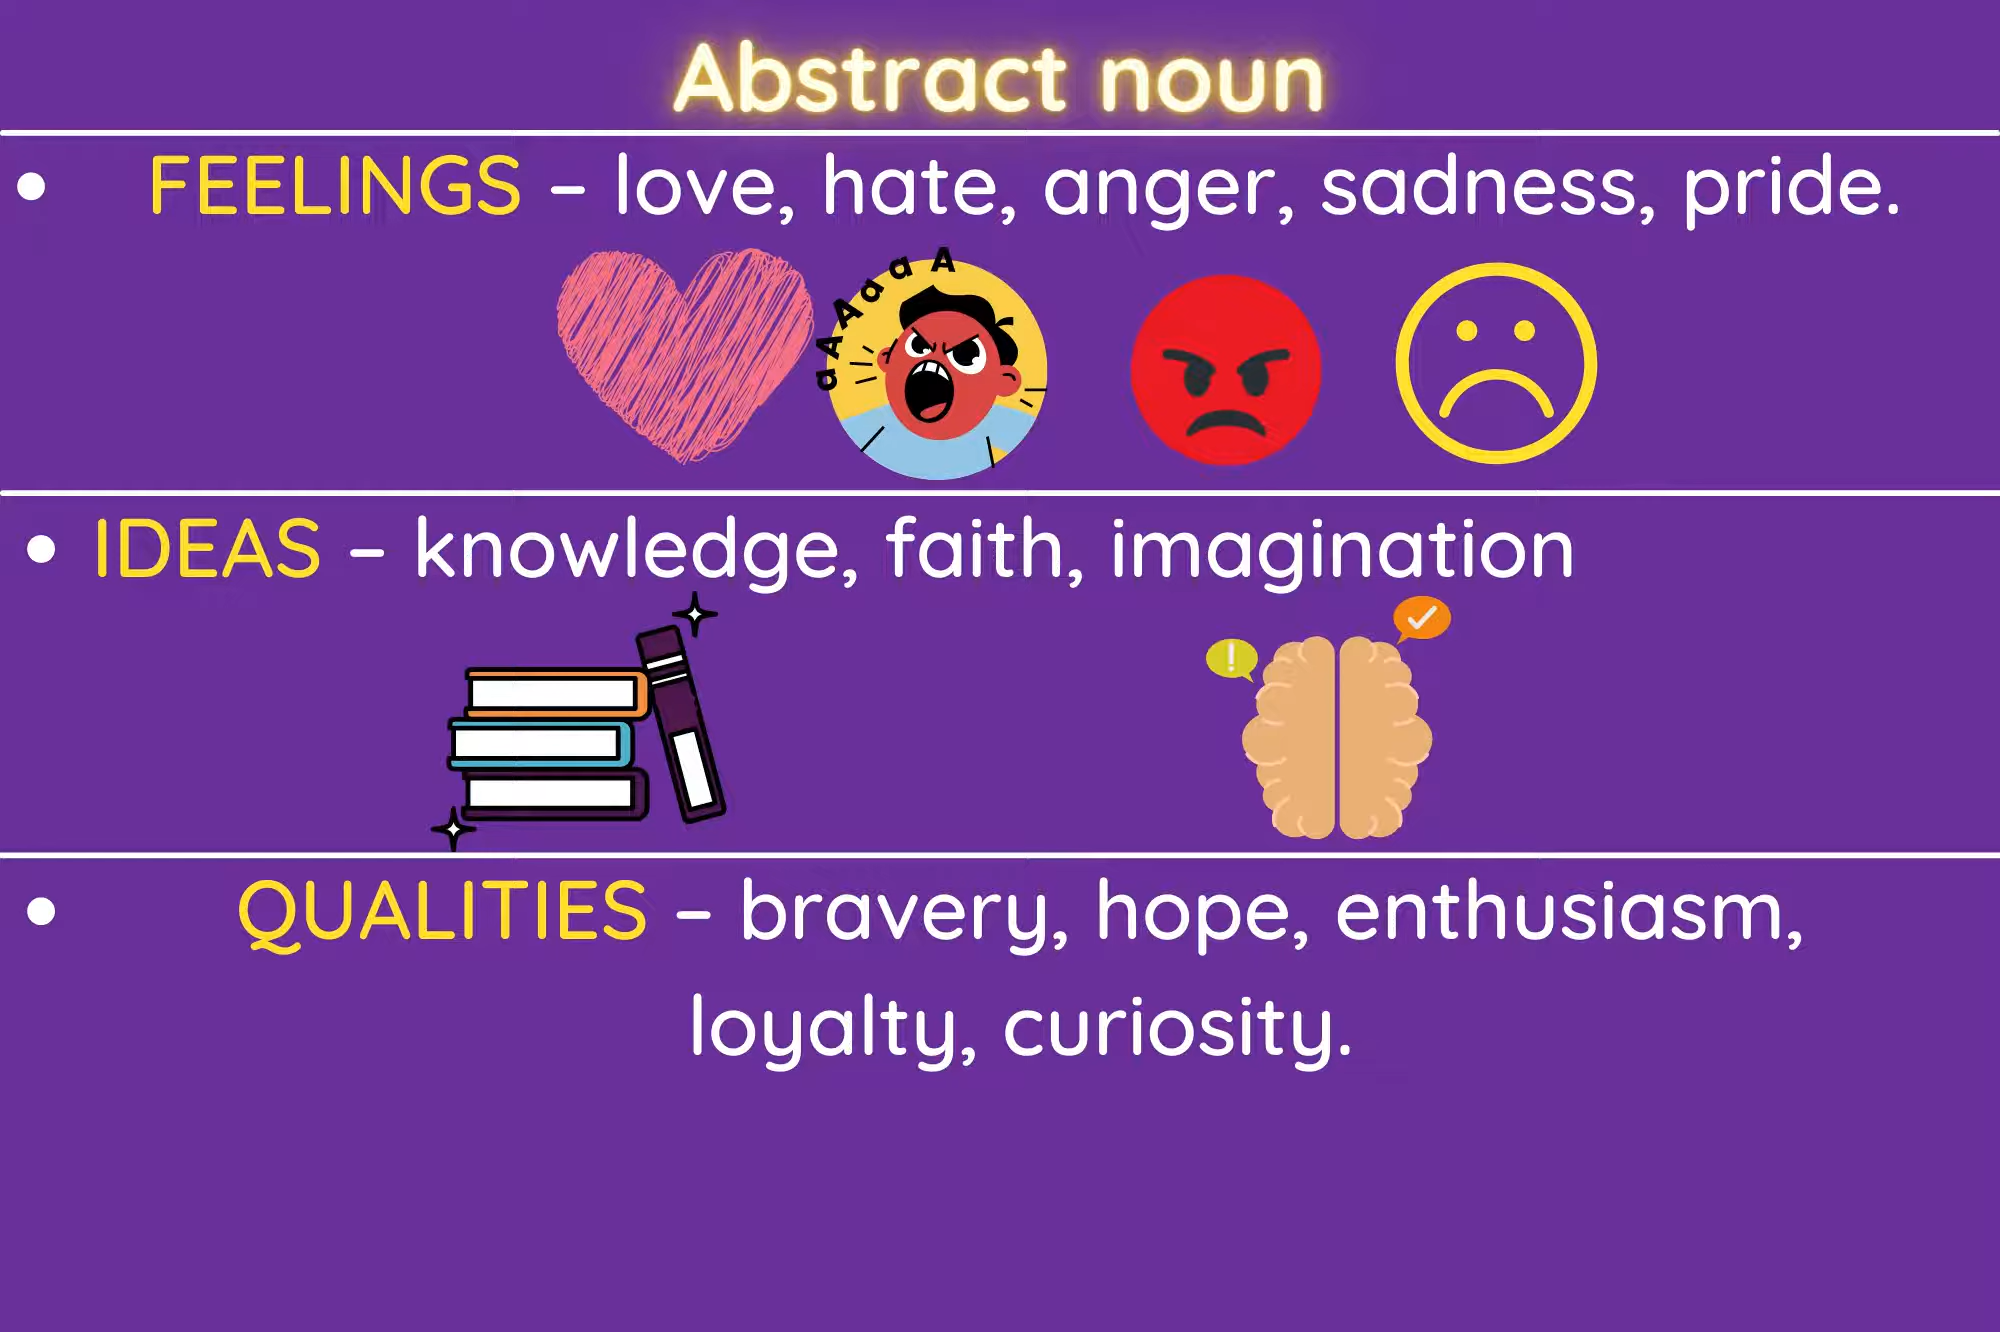 Abstract noun
• FEELINGS – love, hate, anger, sadness, pride.
a A A a a A
• IDEAS – knowledge, faith, imagination
!
• QUALITIES – bravery, hope, enthusiasm,
loyalty, curiosity.